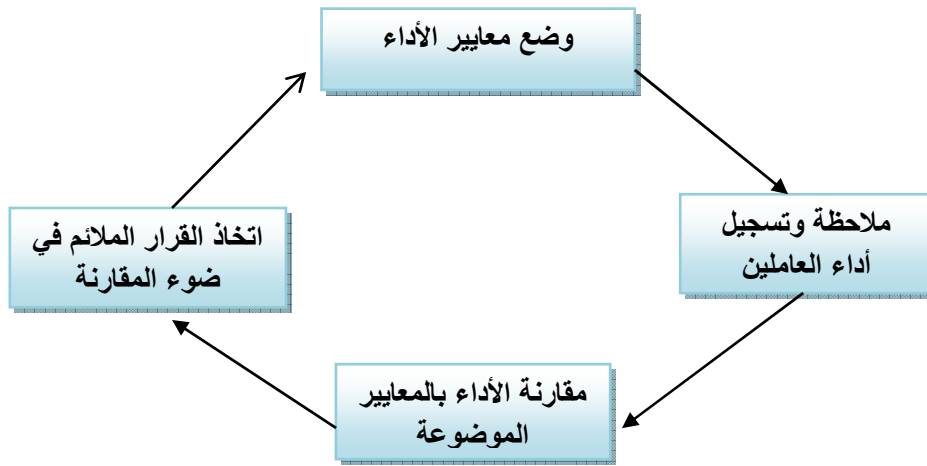 وضع معايير الأداء
ملاحظة وتسجيل
أداء العاملين
مقارنة الأداء بالمعايير
الموضوعة
اتخاذ القرار الملائم في
ضوء المقارنة